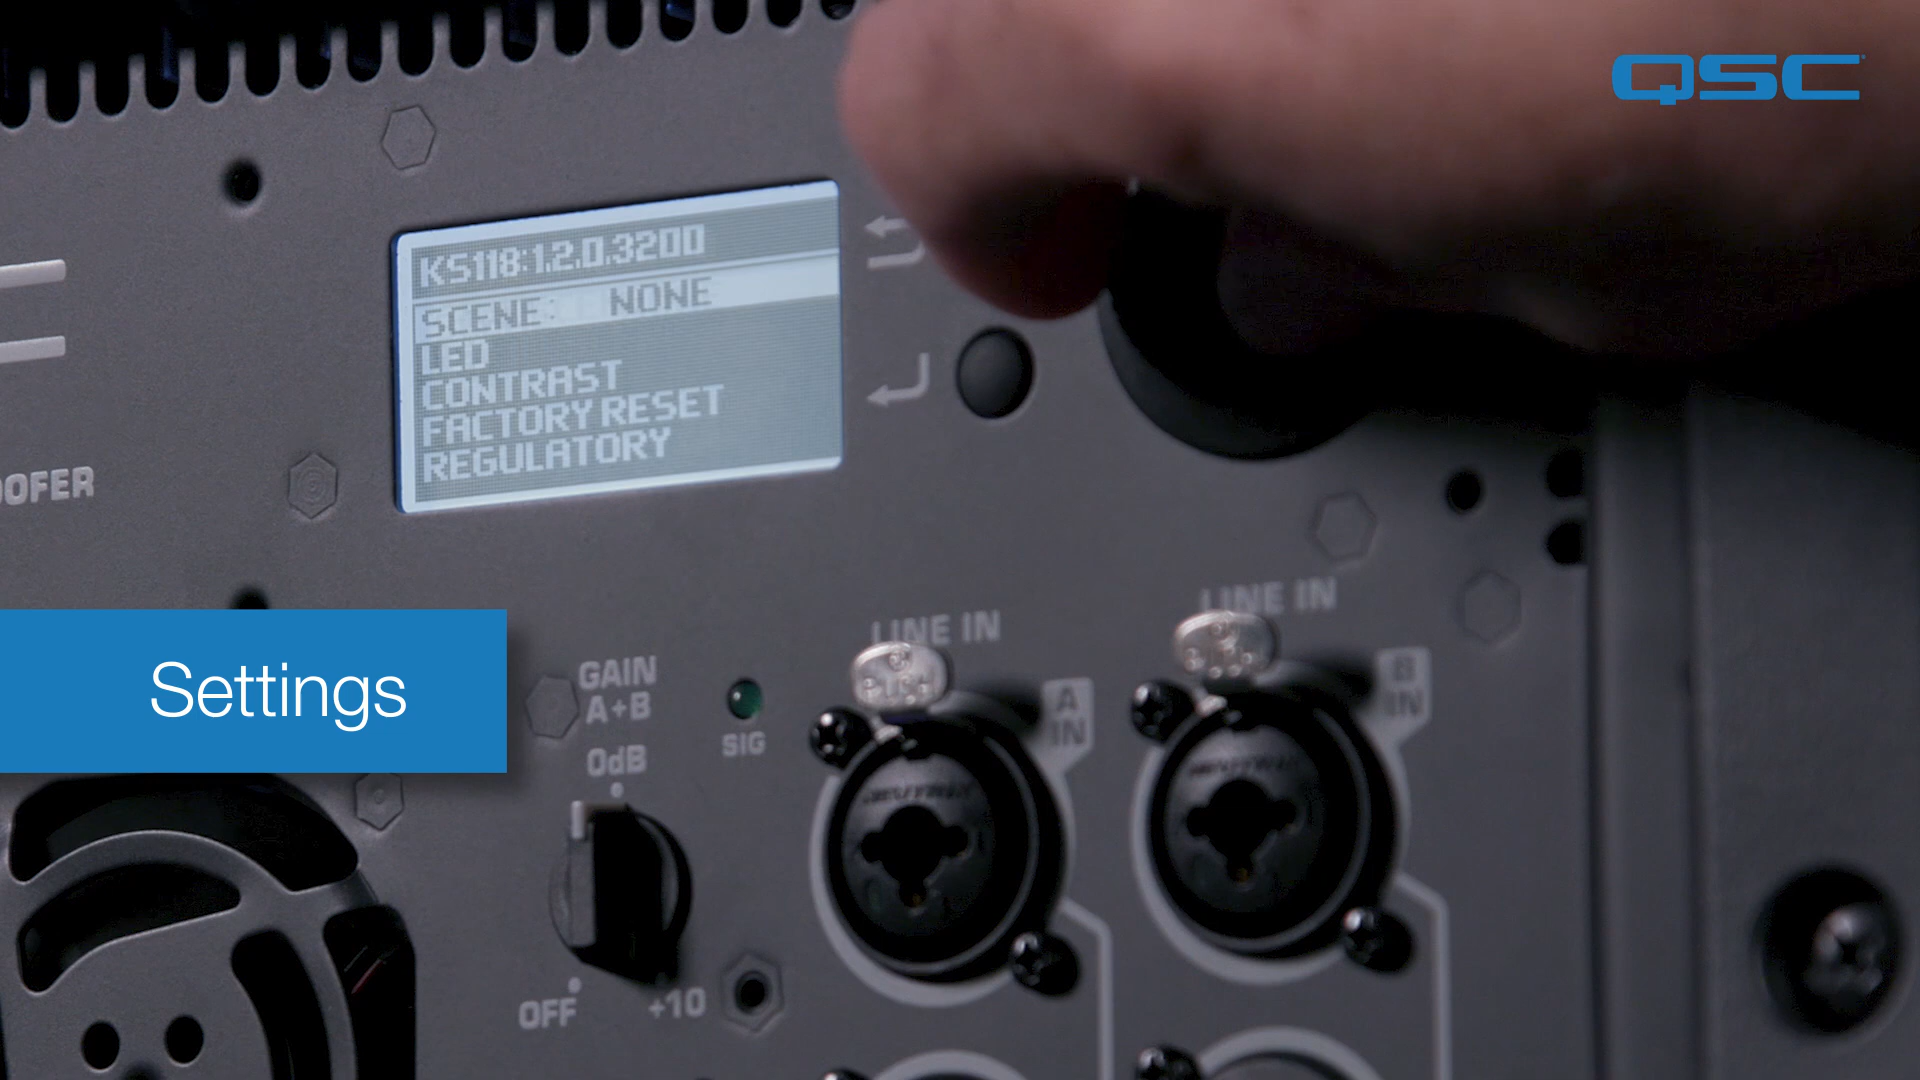 QSC
KS118:1.2.0.3200
SCENE: NONE
LED
CONTRAST
FACTORY RESET
REGULATORY
OOFER
Settings
LINE IN
LINE IN
GAIN
A+B
0dB
SIG
OFF
+10
PUSH
A
IN
B
IN
NEUTRIK